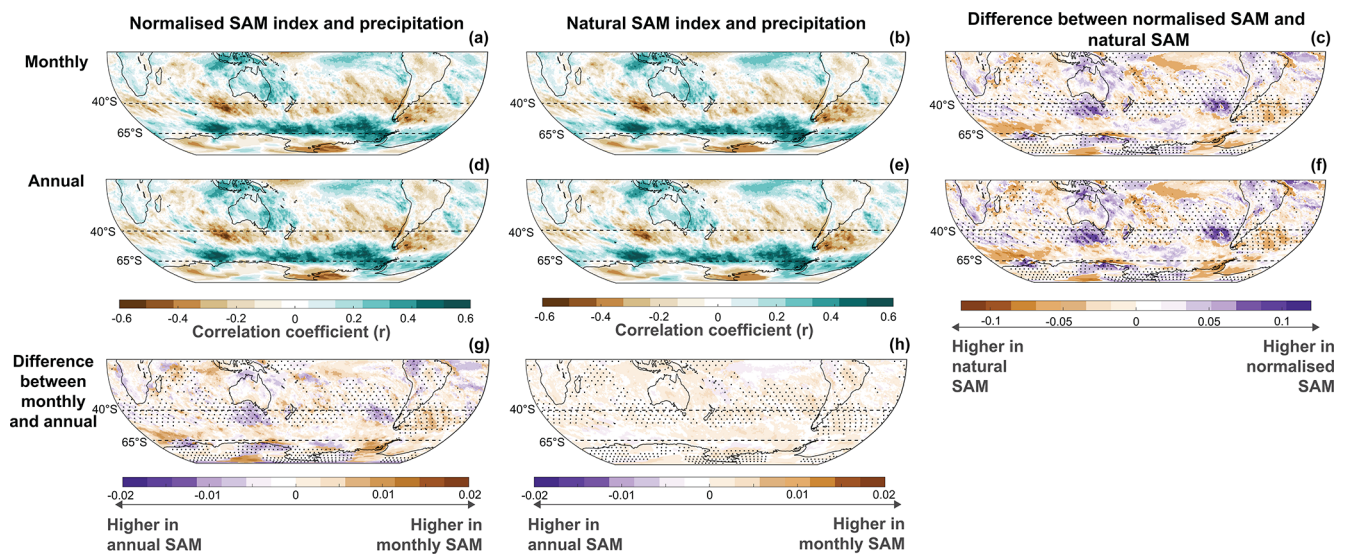 Normalised SAM index and precipitation
Natural SAM index and precipitation
Difference between normalised SAM and
natural SAM
(a)
(b)
(c)
Monthly
40°S
65°S
40°S
65°S
40°S
65°S
(d)
(e)
(f)
Annual
40°S
65°S
40°S
65°S
40°S
65°S
-0.6 -0.4 -0.2 0 0.2 0.4 0.6
Correlation coefficient (r)
-0.6 -0.4 -0.2 0 0.2 0.4 0.6
Correlation coefficient (r)
-0.1 -0.05 0 0.05 0.1
Higher in
natural
SAM
Higher in
normalised
SAM
(g)
(h)
Difference
between
monthly
and annual
40°S
65°S
40°S
65°S
-0.02 -0.01 0 0.01 0.02
Higher in
annual SAM
Higher in
monthly SAM
-0.02 -0.01 0 0.01 0.02
Higher in
annual SAM
Higher in
monthly SAM